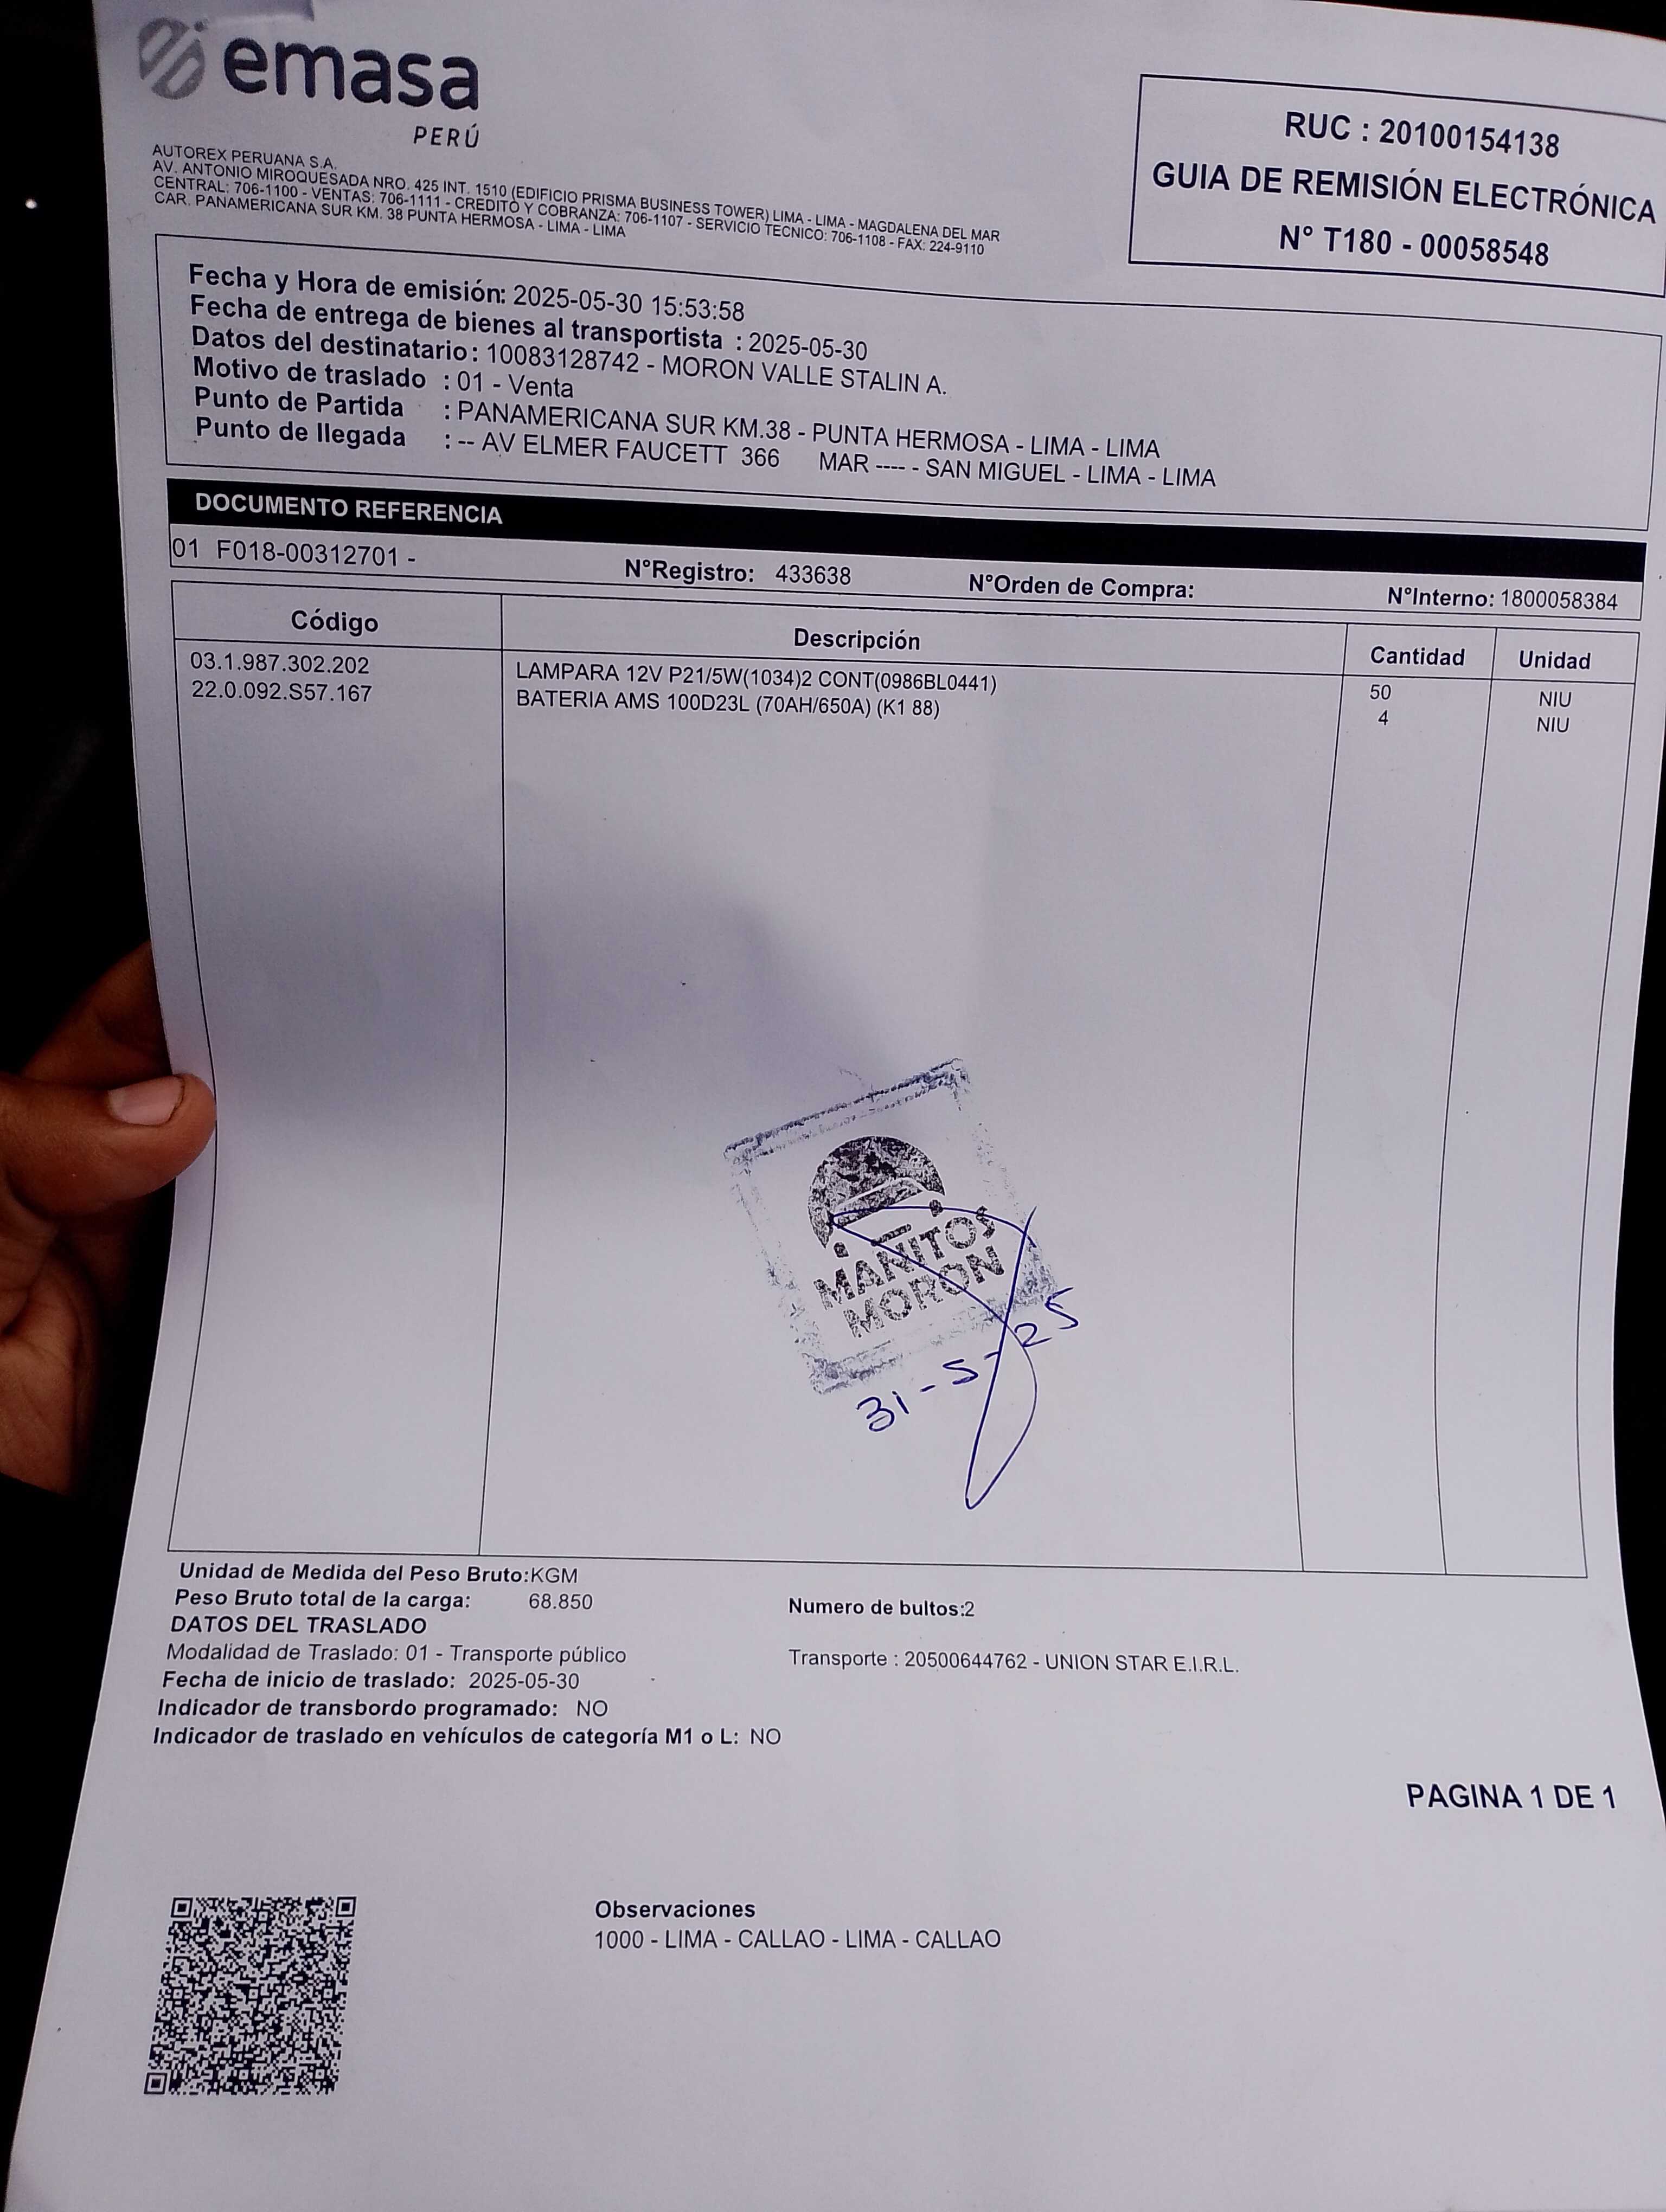 emasa
PERÚ
AUTOREX PERUANA S.A.
AV. ANTONIO MIROQUESADA NRO. 425 INT. 1510 (EDIFICIO PRISMA BUSINESS TOWER) LIMA - LIMA - MAGDALENA DEL MAR
CENTRAL: 706-1100 - VENTAS: 706-1111 - CREDITO Y COBRANZA: 706-1107 - SERVICIO TECNICO: 706-1108 - FAX: 224-9110
CAR. PANAMERICANA SUR KM. 38 PUNTA HERMOSA - LIMA - LIMA
RUC : 20100154138
GUIA DE REMISIÓN ELECTRÓNICA
N° T180 - 00058548
Fecha y Hora de emisión: 2025-05-30 15:53:58
Fecha de entrega de bienes al transportista : 2025-05-30
Datos del destinatario: 10083128742 - MORON VALLE STALIN A.
Motivo de traslado : 01 - Venta
Punto de Partida : PANAMERICANA SUR KM.38 - PUNTA HERMOSA - LIMA - LIMA
Punto de llegada : -- AV ELMER FAUCETT 366 MAR ---- - SAN MIGUEL - LIMA - LIMA
DOCUMENTO REFERENCIA
01 F018-00312701 - N°Registro: 433638 N°Orden de Compra: N°Interno: 1800058384
Código Descripción Cantidad Unidad
03.1.987.302.202 LAMPARA 12V P21/5W(1034)2 CONT(0986BL0441) 50 NIU
22.0.092.S57.167 BATERIA AMS 100D23L (70AH/650A) (K1 88) 4 NIU
MAÑITOS
MORON
31-5-25
Unidad de Medida del Peso Bruto:KGM
Peso Bruto total de la carga: 68.850 Numero de bultos:2
DATOS DEL TRASLADO
Modalidad de Traslado: 01 - Transporte público Transporte : 20500644762 - UNION STAR E.I.R.L.
Fecha de inicio de traslado: 2025-05-30
Indicador de transbordo programado: NO
Indicador de traslado en vehículos de categoría M1 o L: NO
PAGINA 1 DE 1
Observaciones
1000 - LIMA - CALLAO - LIMA - CALLAO